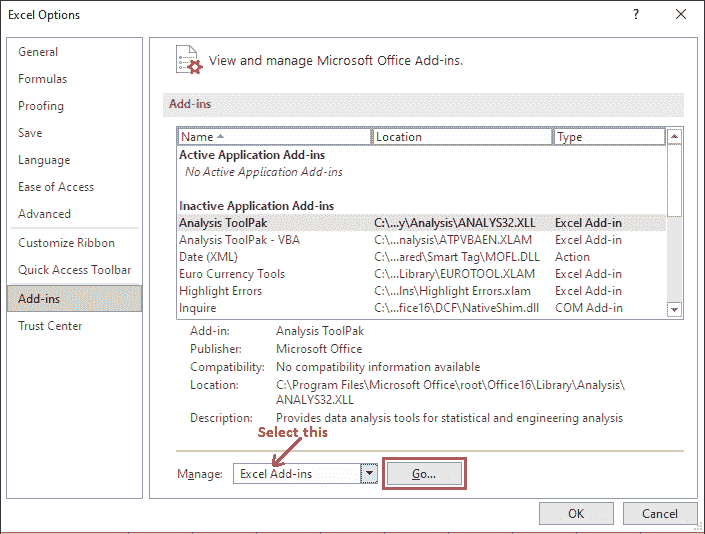 Excel Options ?
General
Formulas
Proofing
Save
Language
Ease of Access
Advanced
Customize Ribbon
Quick Access Toolbar
Add-ins
Trust Center
View and manage Microsoft Office Add-ins.
Add-ins
Name Location Type
Active Application Add-ins
No Active Application Add-ins
Inactive Application Add-ins
Analysis ToolPak C:\...y\Analysis\ANALYS32.XLL Excel Add-in
Analysis ToolPak - VBA C:\...nalysis\ATPVBAEN.XLAM Excel Add-in
Date (XML) C:\...ared\Smart Tag\MOFL.DLL Action
Euro Currency Tools C:\...Library\EUROTOOL.XLAM Excel Add-in
Highlight Errors C:\...Ins\Highlight Errors.xlam Excel Add-in
Inquire C:\...fice16\DCF\NativeShim.dll COM Add-in
Add-in: Analysis ToolPak
Publisher: Microsoft Office
Compatibility: No compatibility information available
Location: C:\Program Files\Microsoft Office\root\Office16\Library\Analysis\
ANALYS32.XLL
Description: Provides data analysis tools for statistical and engineering analysis
Select this
Manage: Excel Add-ins Go...
OK Cancel